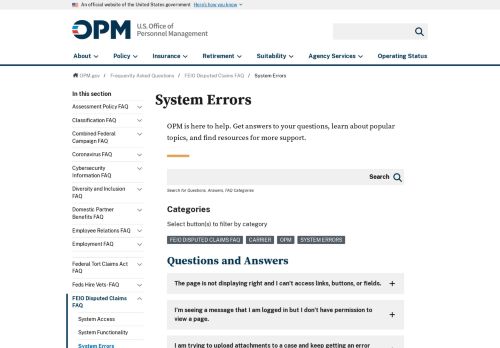 An official website of the United States government Here's how you know
OPM U.S. Office of
Personnel Management
About Policy Insurance Retirement Suitability Agency Services Operating Status
OPM.gov / Frequently Asked Questions / FEIO Disputed Claims FAQ / System Errors
In this section
Assessment Policy FAQ
Classification FAQ
Combined Federal
Campaign FAQ
Coronavirus FAQ
Cybersecurity
Information FAQ
Diversity and Inclusion
FAQ
Domestic Partner
Benefits FAQ
Employee Relations FAQ
Employment FAQ
Federal Tort Claims Act
FAQ
Feds Hire Vets- FAQ
FEIO Disputed Claims
FAQ
System Access
System Functionality
System Errors
System Errors
OPM is here to help. Get answers to your questions, learn about popular
topics, and find resources for more support.
Search
Search for Questions, Answers, FAQ Categories
Categories
Select button(s) to filter by category
FEIO DISPUTED CLAIMS FAQ CARRIER OPM SYSTEM ERRORS
Questions and Answers
The page is not displaying right and I can't access links, buttons, or fields.
I'm seeing a message that I am logged in but I don't have permission to
view a page.
I am trying to upload attachments to a case and keep getting an error